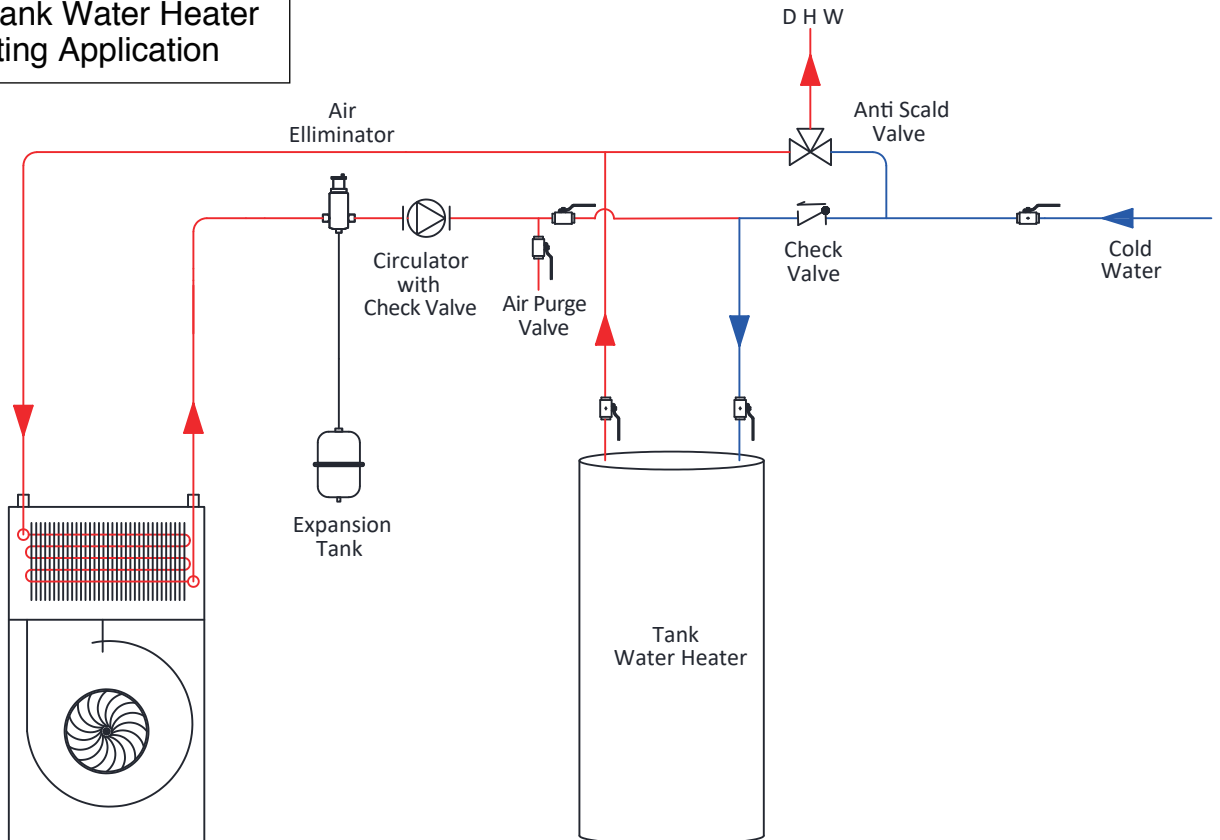 ank Water Heater
ting Application
D H W
Air
Elliminator
Anti Scald
Valve
Circulator
with
Check Valve
Air Purge
Valve
Check
Valve
Cold
Water
Expansion
Tank
Tank
Water Heater